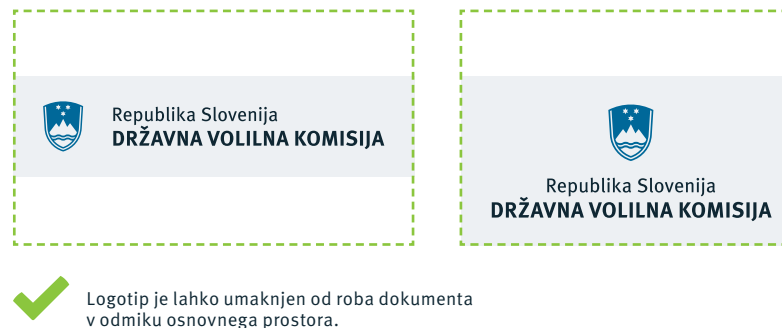 Republika Slovenija
DRŽAVNA VOLILNA KOMISIJA
Republika Slovenija
DRŽAVNA VOLILNA KOMISIJA
Logotip je lahko umaknjen od roba dokumenta
v odmiku osnovnega prostora.